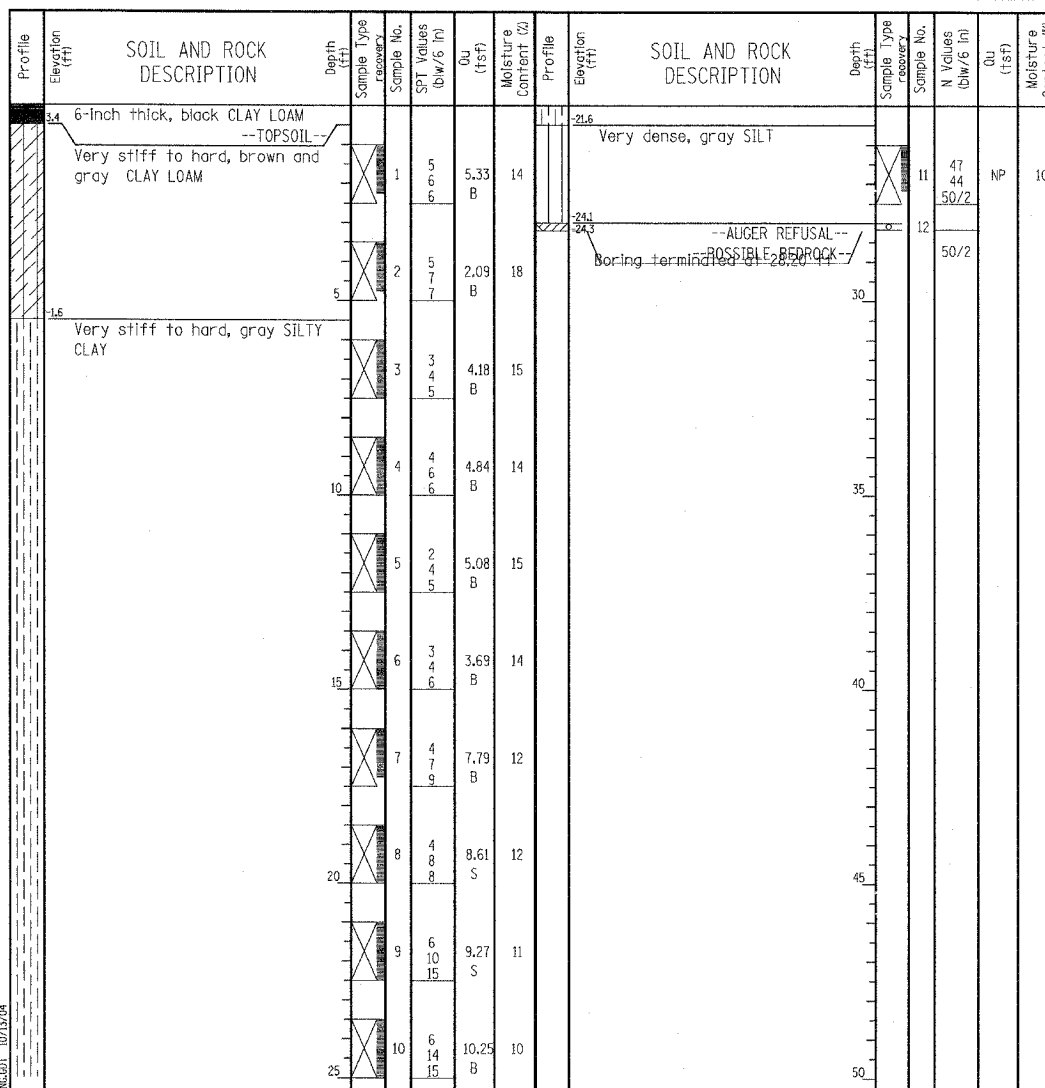 Profile
Elevation (ft)
SOIL AND ROCK
DESCRIPTION
Depth (ft)
Sample Type
recovery
Sample No.
SPT Values (blw/6 in)
Qu (tsf)
Moisture Content (%)
Profile
Elevation (ft)
SOIL AND ROCK
DESCRIPTION
Depth (ft)
Sample Type
recovery
Sample No.
N Values (blw/6 in)
Qu (tsf)
Moisture
3.4 6-inch thick, black CLAY LOAM
--TOPSOIL--
Very stiff to hard, brown and
gray CLAY LOAM
1 5 6 6 5.33 B 14
2 5 7 7 2.09 B 18
5
-1.6
Very stiff to hard, gray SILTY
CLAY
3 3 4 5 4.18 B 15
4 4 6 6 4.84 B 14
10
5 2 4 5 5.08 B 15
6 3 4 6 3.69 B 14
15
7 4 7 9 7.79 B 12
8 4 8 8 8.61 S 12
20
9 6 10 15 9.27 S 11
10 6 14 15 10.25 B 10
25
-21.6
Very dense, gray SILT
11 47 44 50/2 NP 10
-24.1
-24.3
--AUGER REFUSAL--
12 50/2
--POSSIBLE BEDROCK--
Boring terminated at 28.20 ft
30
35
40
45
50
10/13/04